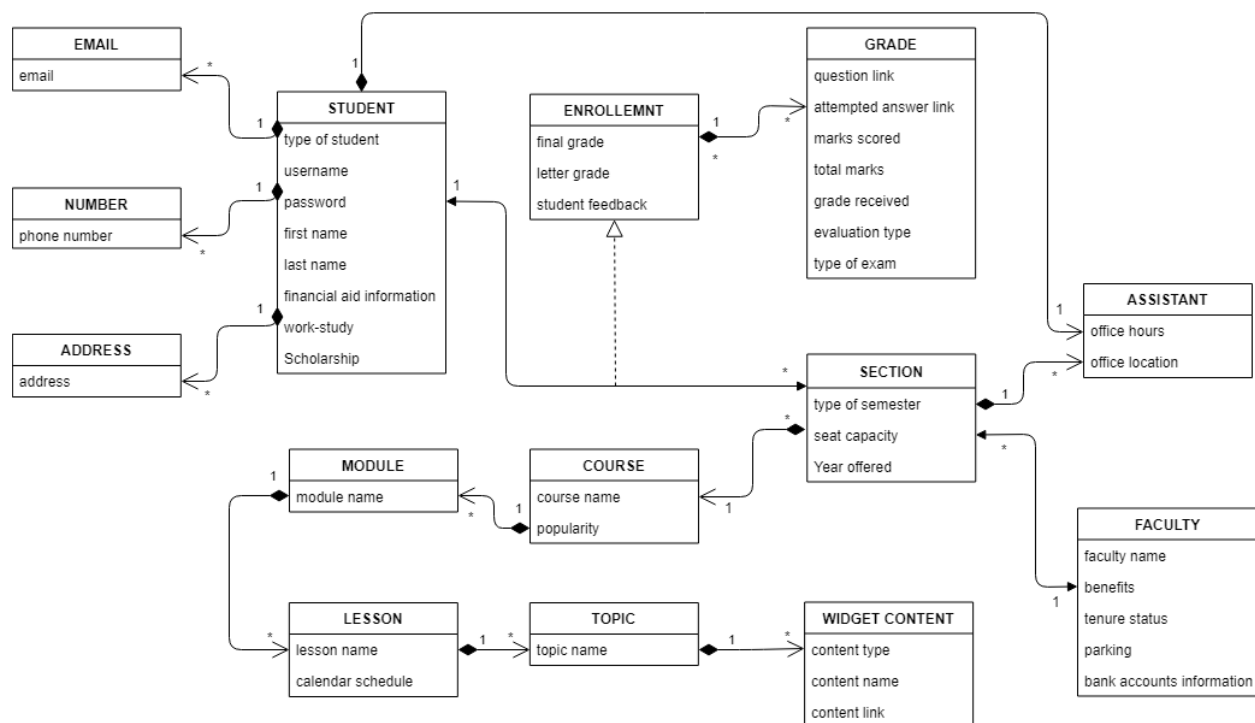 EMAIL
email
NUMBER
phone number
ADDRESS
address
STUDENT
type of student
username
password
first name
last name
financial aid information
work-study
Scholarship
ENROLLEMNT
final grade
letter grade
student feedback
GRADE
question link
attempted answer link
marks scored
total marks
grade received
evaluation type
type of exam
ASSISTANT
office hours
office location
SECTION
type of semester
seat capacity
Year offered
MODULE
module name
COURSE
course name
popularity
FACULTY
faculty name
benefits
tenure status
parking
bank accounts information
LESSON
lesson name
calendar schedule
TOPIC
topic name
WIDGET CONTENT
content type
content name
content link
1
*
1
*
1
*
1
1
1
*
1
*
*
1
*
*
1
*
1
1
*
1
*
1
*
1
*